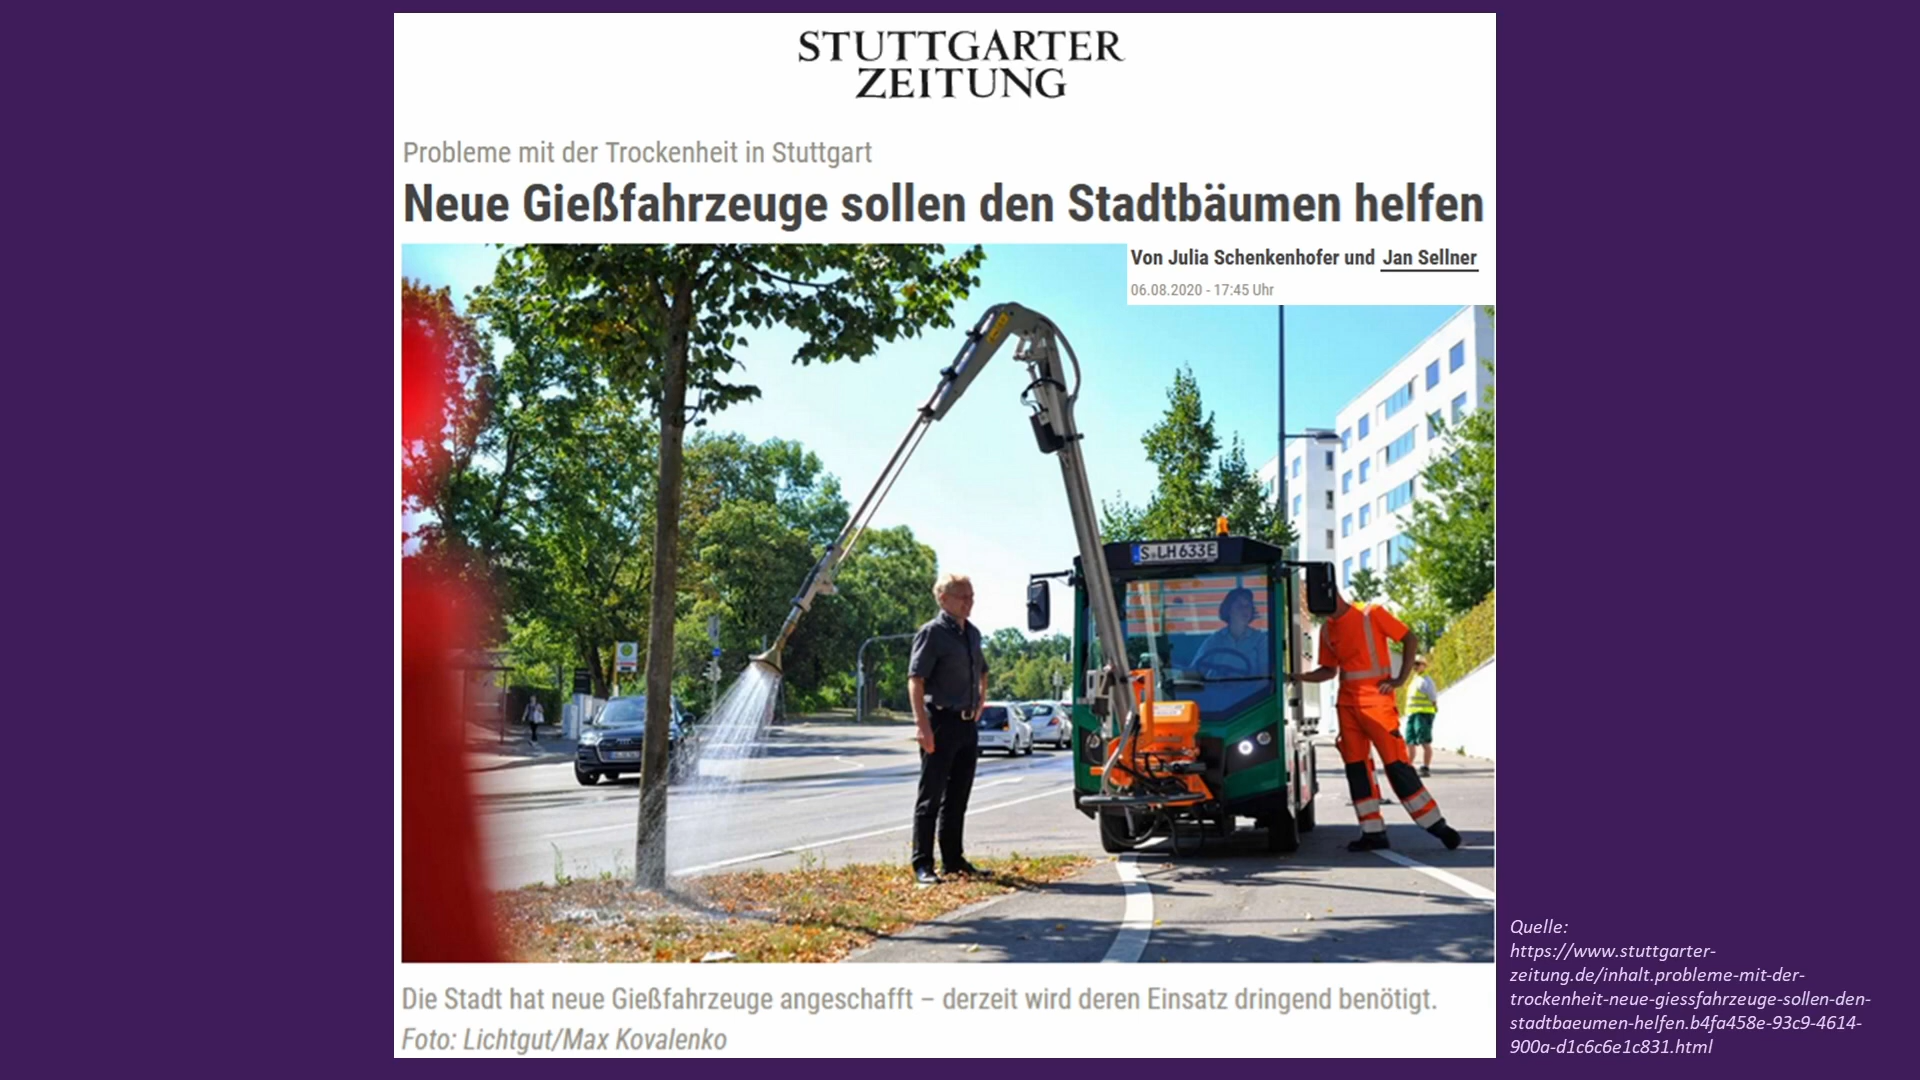 STUTTGARTER
ZEITUNG
Probleme mit der Trockenheit in Stuttgart
Neue Gießfahrzeuge sollen den Stadtbäumen helfen
Von Julia Schenkenhofer und Jan Sellner
06.08.2020 - 17:45 Uhr
S LH 633E
Die Stadt hat neue Gießfahrzeuge angeschafft – derzeit wird deren Einsatz dringend benötigt.
Foto: Lichtgut/Max Kovalenko
Quelle:
https://www.stuttgarter-
zeitung.de/inhalt.probleme-mit-der-
trockenheit-neue-giessfahrzeuge-sollen-den-
stadtbaeumen-helfen.b4fa458e-93c9-4614-
900a-d1c6c6e1c831.html